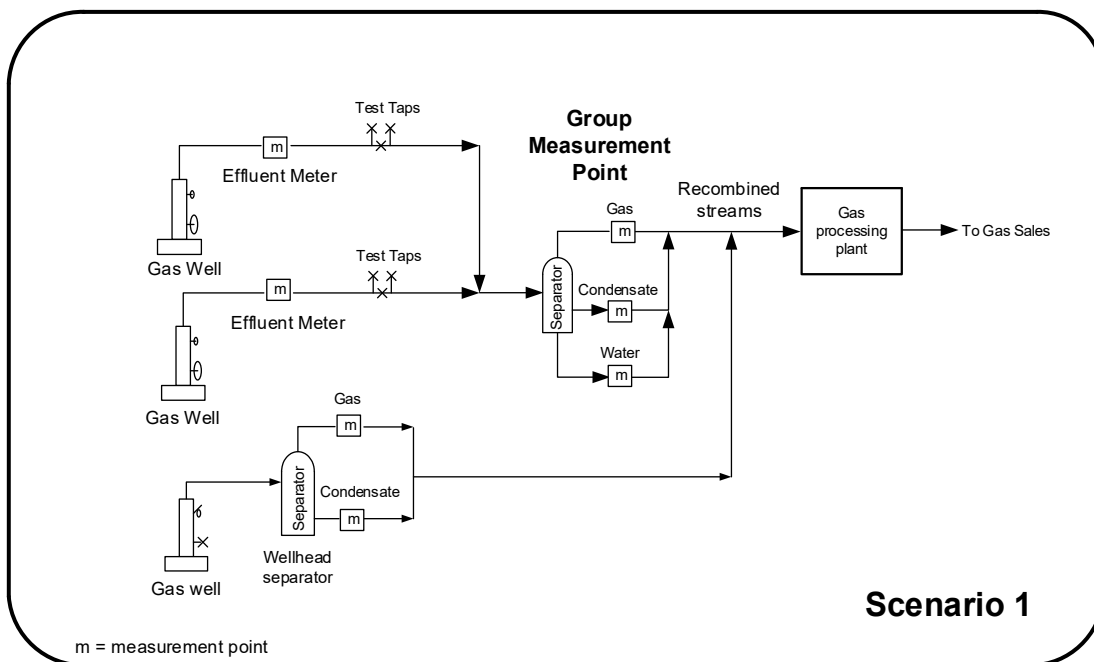 Test Taps
m
Effluent Meter
Gas Well
Test Taps
m
Effluent Meter
Gas Well
Group
Measurement
Point
Gas
m
Separator
Condensate
m
Water
m
Recombined
streams
Gas
processing
plant
To Gas Sales
Gas
m
Separator
Condensate
m
Wellhead
separator
Gas well
Scenario 1
m = measurement point